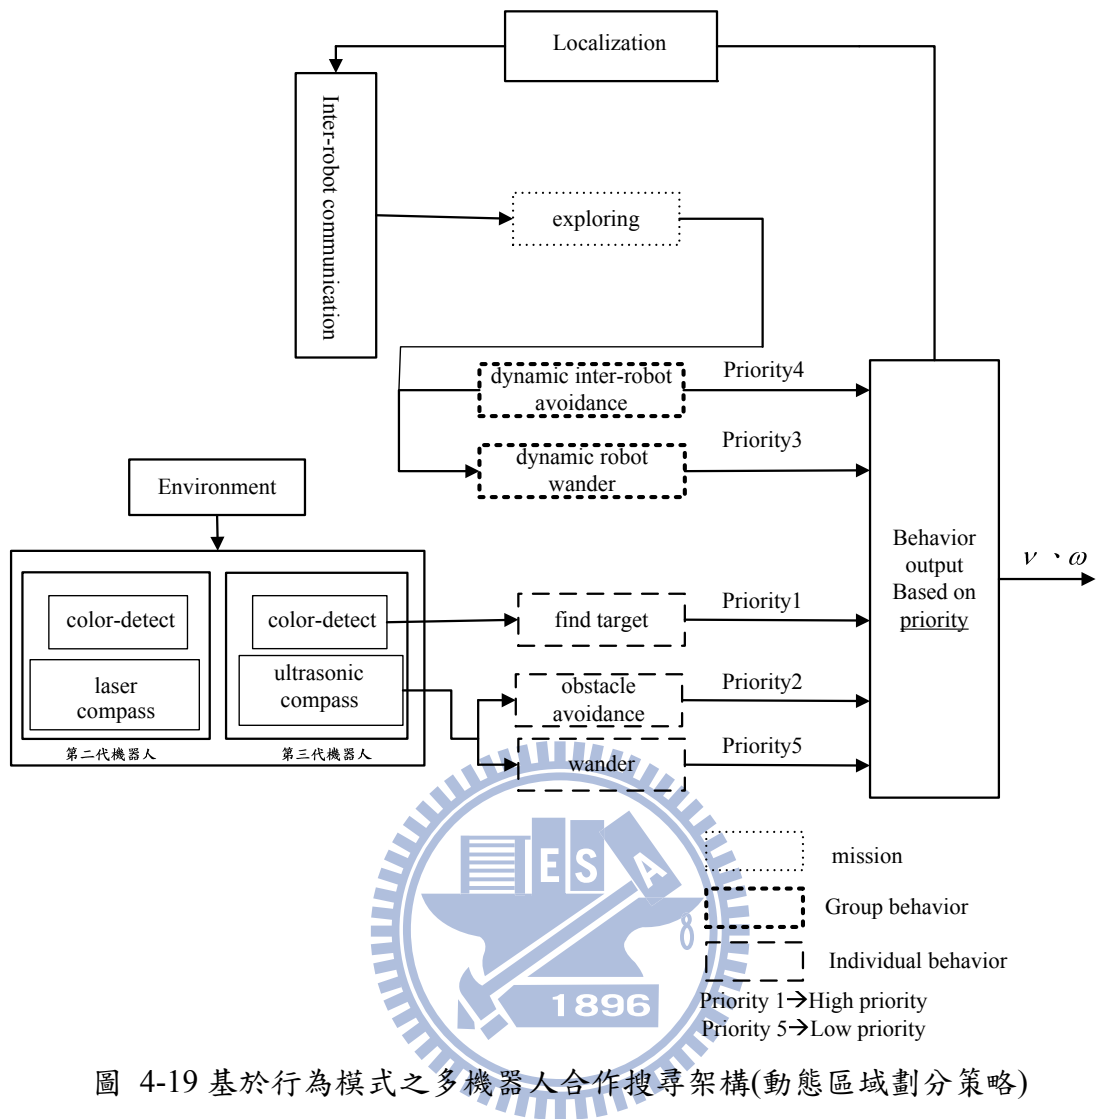 Localization
Inter-robot communication
exploring
dynamic inter-robot
avoidance
Priority4
dynamic robot
wander
Priority3
Environment
Behavior
output
Based on
priority
ν、ω
color-detect
color-detect
find target
Priority1
laser
compass
ultrasonic
compass
obstacle
avoidance
Priority2
第二代機器人
第三代機器人
wander
Priority5
E S A
1896
mission
Group behavior
Individual behavior
Priority 1→High priority
Priority 5→Low priority
圖 4-19 基於行為模式之多機器人合作搜尋架構(動態區域劃分策略)